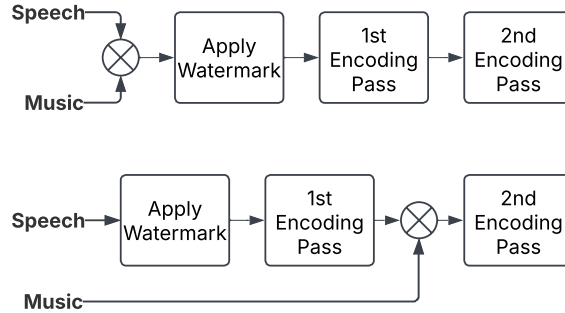 Speech
Apply
Watermark
1st
Encoding
Pass
2nd
Encoding
Pass
Music
Speech
Apply
Watermark
1st
Encoding
Pass
2nd
Encoding
Pass
Music